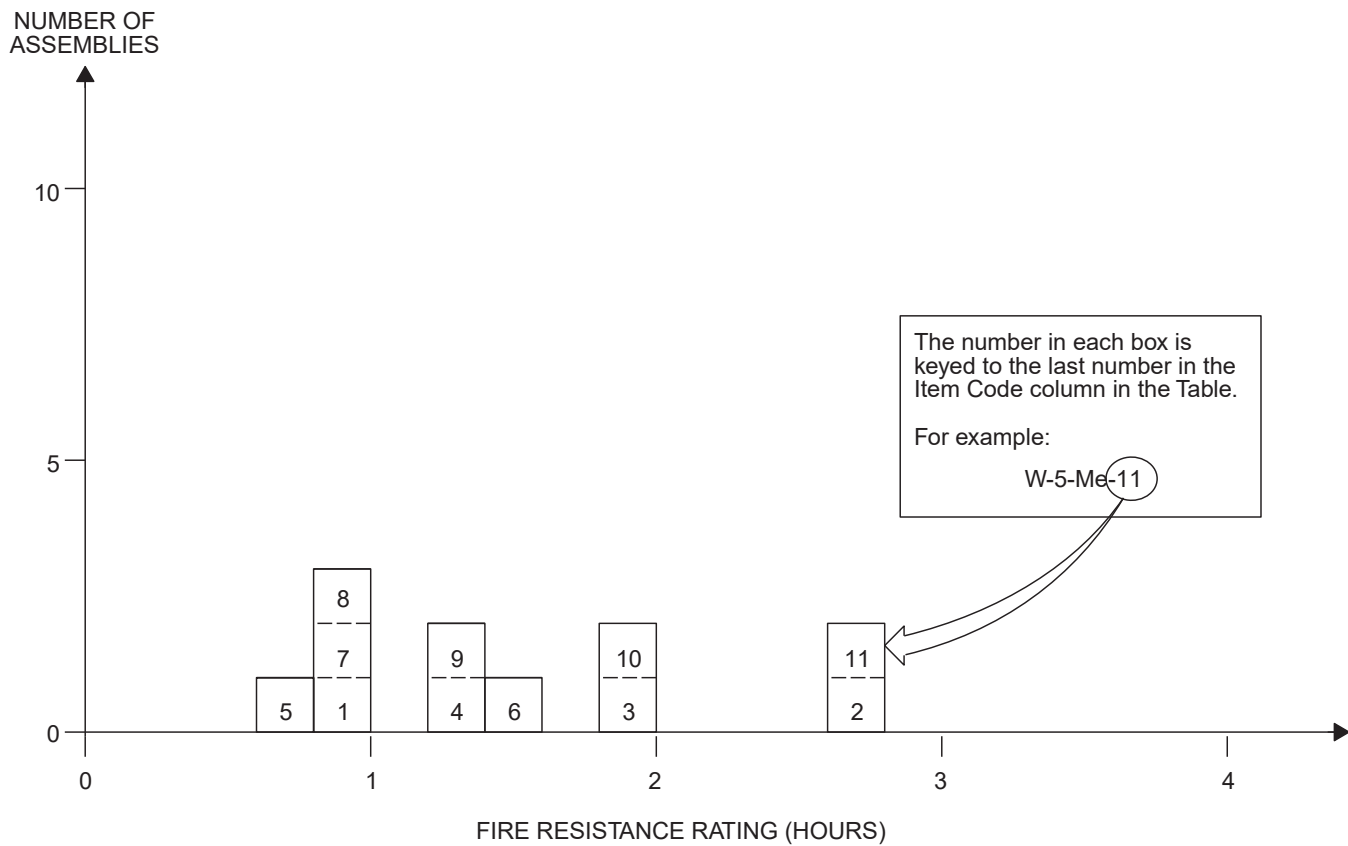 NUMBER OF
ASSEMBLIES
10
The number in each box is
keyed to the last number in the
Item Code column in the Table.
For example:
W-5-Me-11
5
8
7
9
10
11
5
1
4
6
3
2
0
0
1
2
3
4
FIRE RESISTANCE RATING (HOURS)